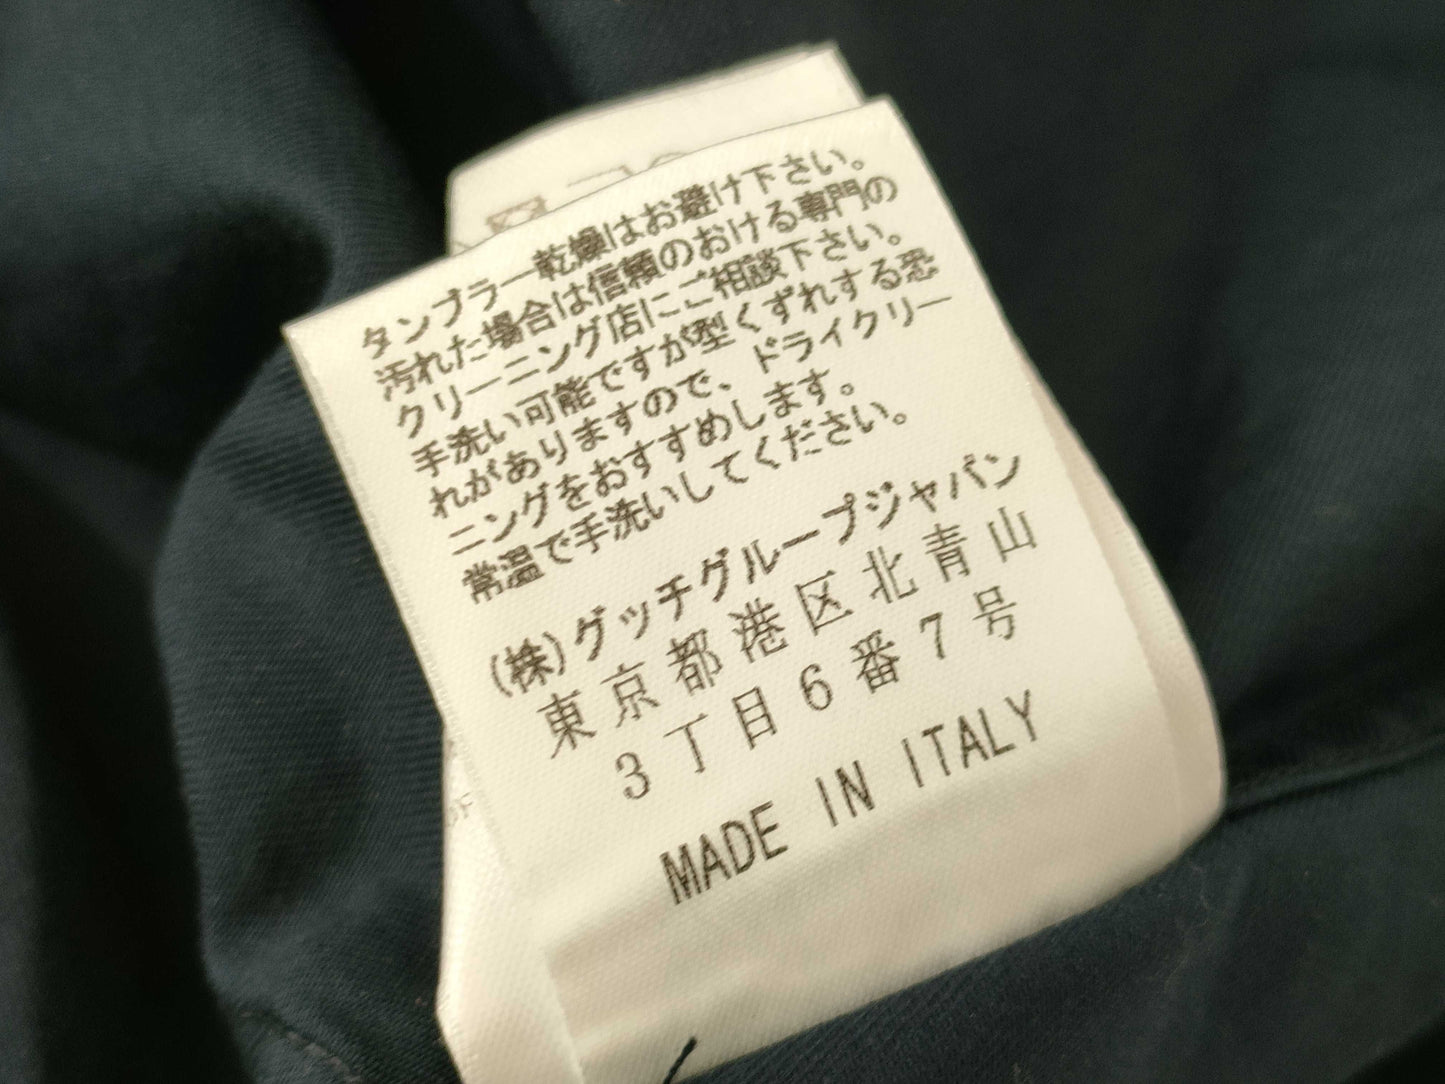 タンブラー乾燥はお避け下さい。
汚れた場合は信頼のおける専門の
クリーニング店にご相談下さい。
手洗い可能ですが型くずれする恐
れがありますので、ドライクリー
ニングをおすすめします。
常温で手洗いしてください。
(株)グッチグループジャパン
東京都港区北青山
3丁目6番7号
MADE IN ITALY